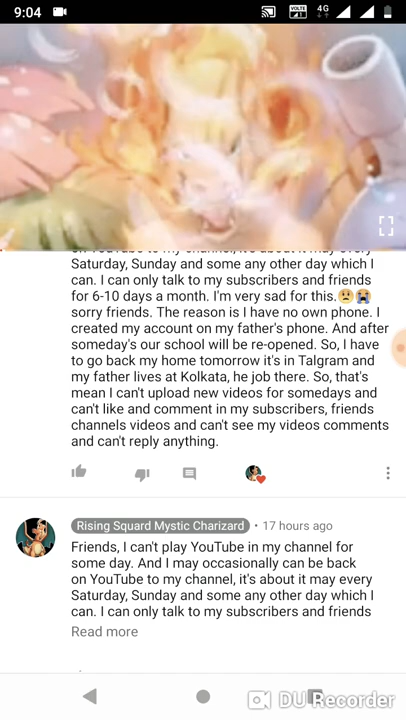 9:04
VOLTE
4G
Saturday, Sunday and some any other day which I
can. I can only talk to my subscribers and friends
for 6-10 days a month. I'm very sad for this.😟😭
sorry friends. The reason is I have no own phone. I
created my account on my father's phone. And after
someday's our school will be re-opened. So, I have
to go back my home tomorrow it's in Talgram and
my father lives at Kolkata, he job there. So, that's
mean I can't upload new videos for somedays and
can't like and comment in my subscribers, friends
channels videos and can't see my videos comments
and can't reply anything.
Rising Squard Mystic Charizard • 17 hours ago
Friends, I can't play YouTube in my channel for
some day. And I may occasionally can be back
on YouTube to my channel, it's about it may every
Saturday, Sunday and some any other day which I
can. I can only talk to my subscribers and friends
Read more
DU Recorder